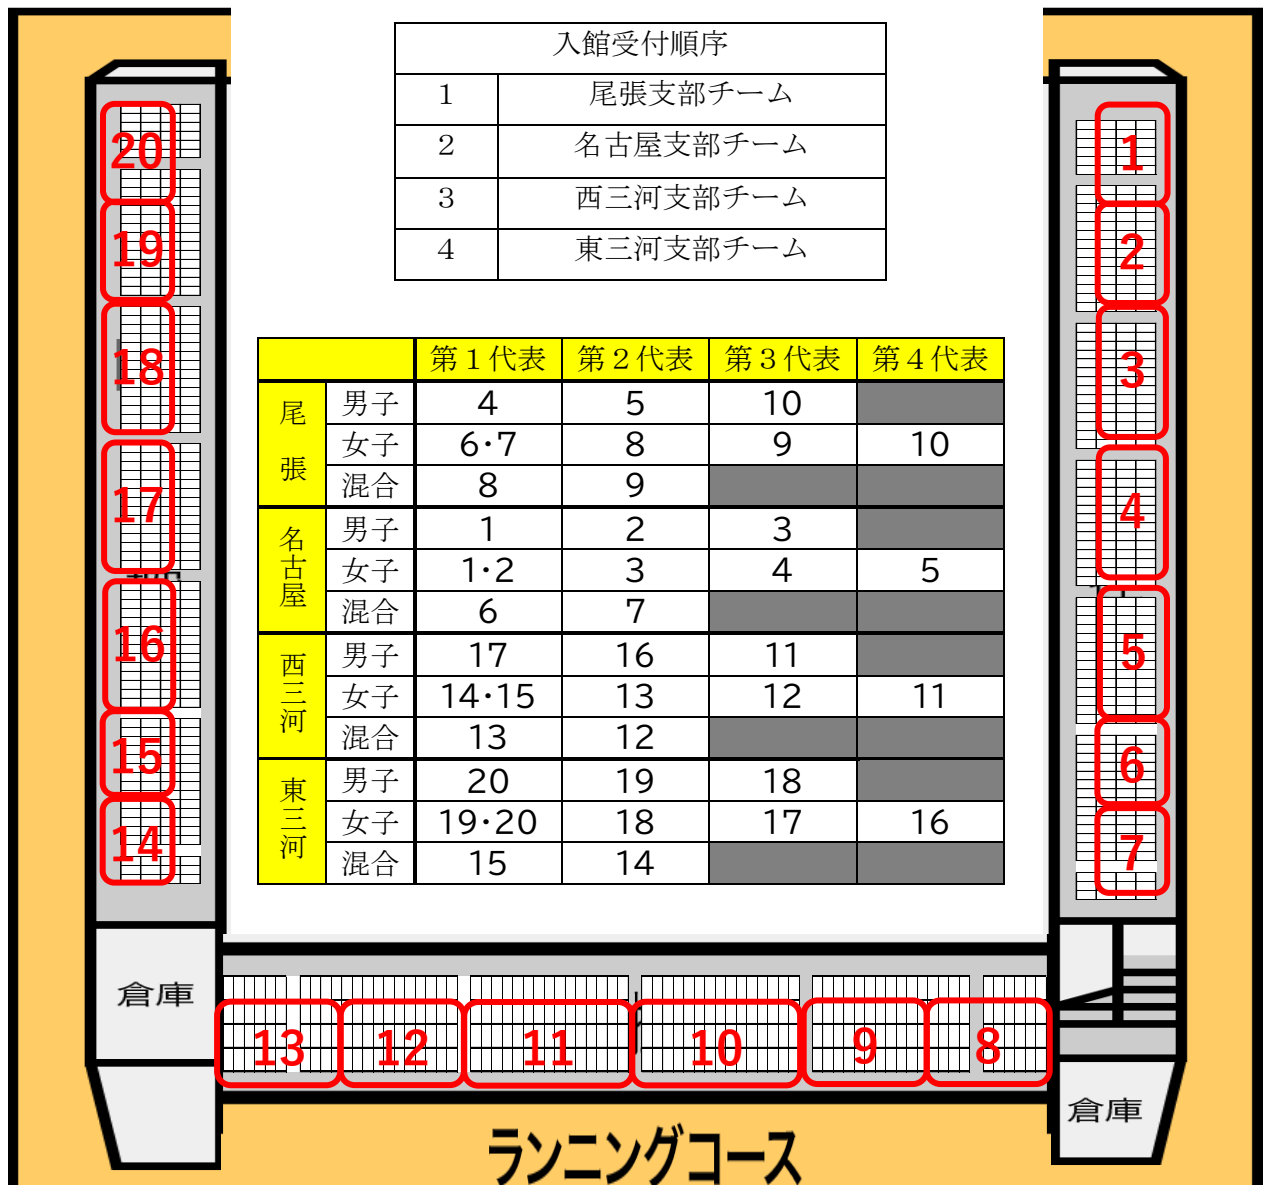 入館受付順序
1 尾張支部チーム
2 名古屋支部チーム
3 西三河支部チーム
4 東三河支部チーム
第1代表 第2代表 第3代表 第4代表
尾張 男子 4 5 10
女子 6・7 8 9 10
混合 8 9
名古屋 男子 1 2 3
女子 1・2 3 4 5
混合 6 7
西三河 男子 17 16 11
女子 14・15 13 12 11
混合 13 12
東三河 男子 20 19 18
女子 19・20 18 17 16
混合 15 14
20
19
18
17
16
15
14
1
2
3
4
5
6
7
倉庫
13 12 11 10 9 8
倉庫
ランニングコース